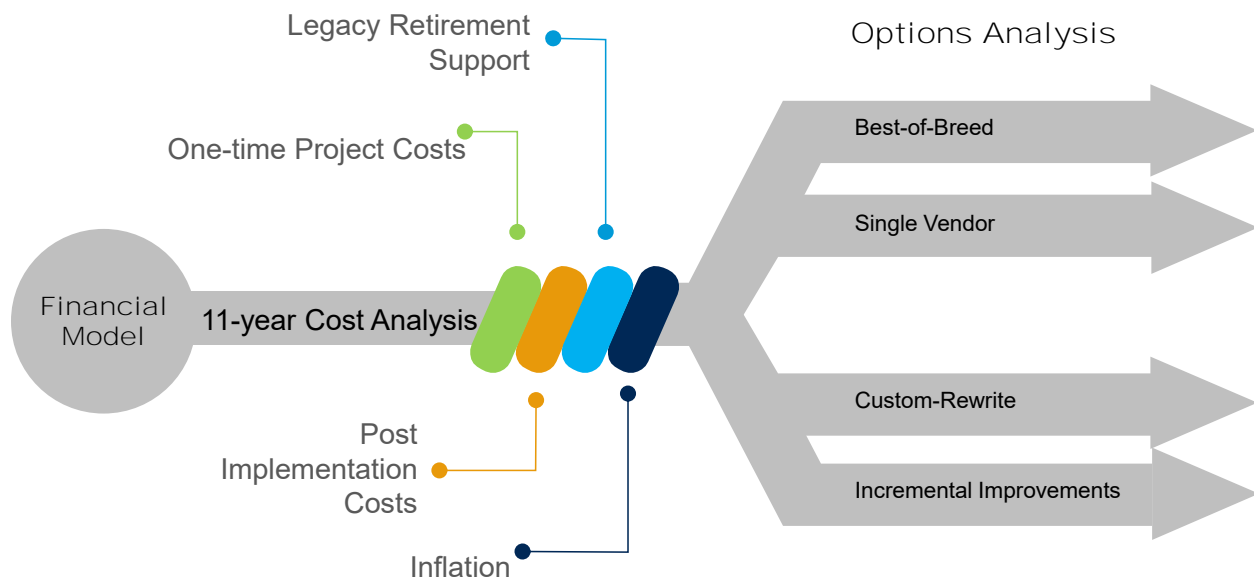 Financial
Model
11-year Cost Analysis
One-time Project Costs
Legacy Retirement
Support
Post
Implementation
Costs
Inflation
Options Analysis
Best-of-Breed
Single Vendor
Custom-Rewrite
Incremental Improvements